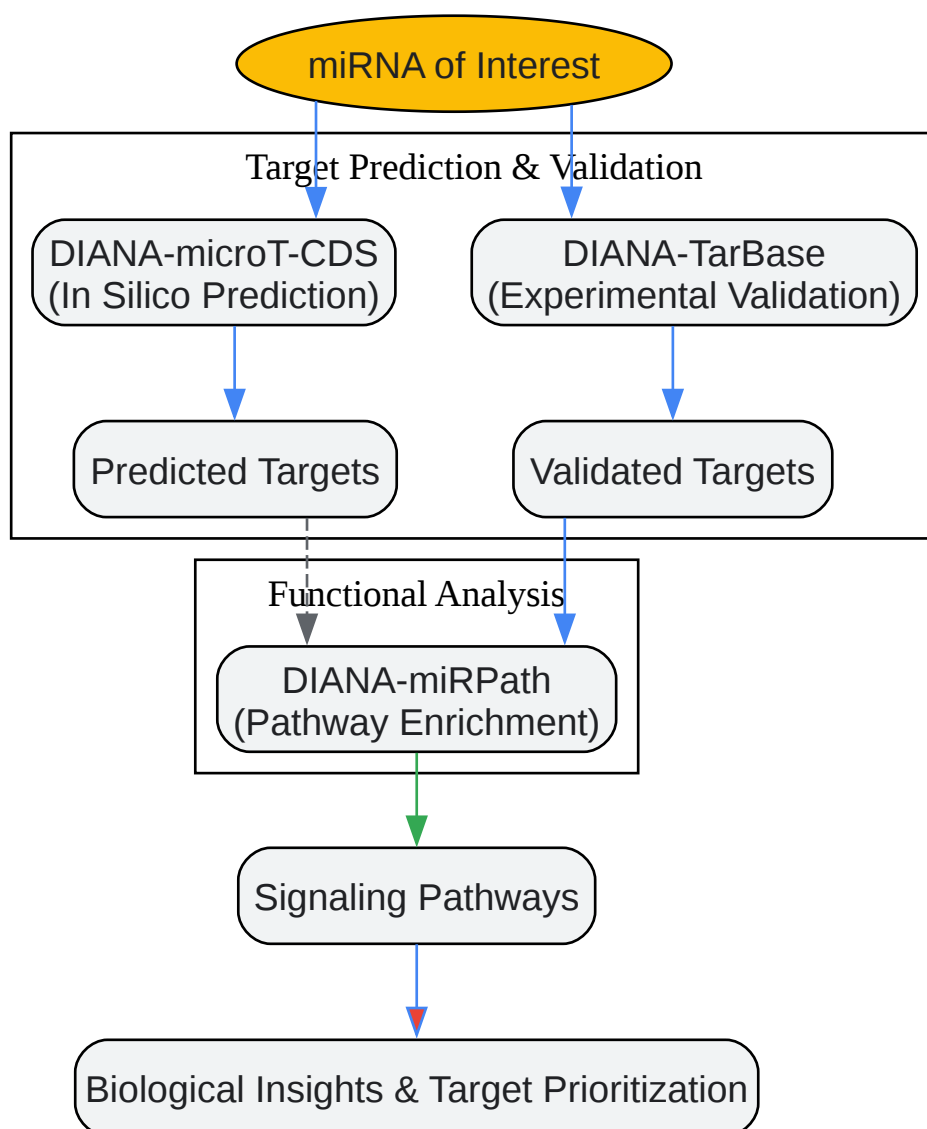 miRNA of Interest
Target Prediction & Validation
DIANA-microT-CDS
(In Silico Prediction)
DIANA-TarBase
(Experimental Validation)
Predicted Targets
Validated Targets
Functional Analysis
DIANA-miRPath
(Pathway Enrichment)
Signaling Pathways
Biological Insights & Target Prioritization